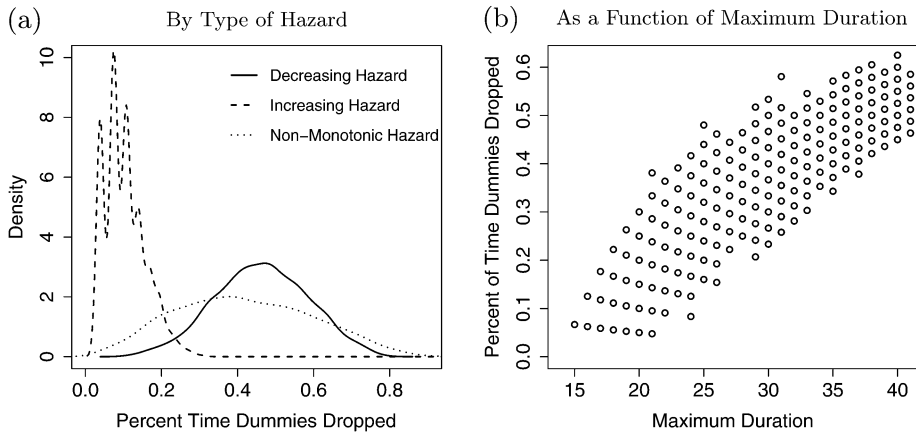 (a)
By Type of Hazard
Density
10
8
6
4
2
0
Decreasing Hazard
Increasing Hazard
Non−Monotonic Hazard
0.0 0.2 0.4 0.6 0.8
Percent Time Dummies Dropped
(b)
As a Function of Maximum Duration
Percent of Time Dummies Dropped
0.6
0.5
0.4
0.3
0.2
0.1
0.0
15 20 25 30 35 40
Maximum Duration